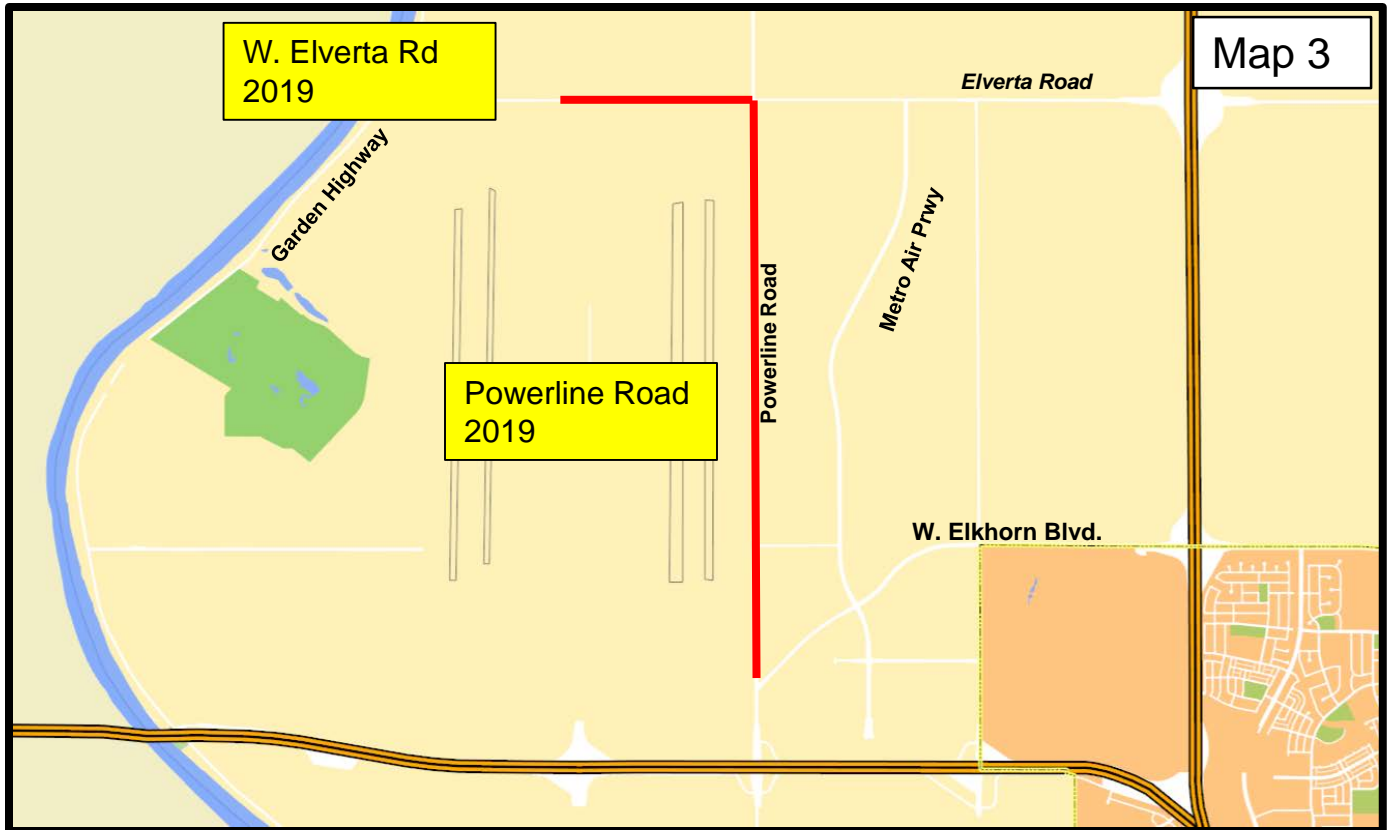 W. Elverta Rd
2019
Map 3
Elverta Road
Garden Highway
Metro Air Prwy
Powerline Road
Powerline Road
2019
W. Elkhorn Blvd.